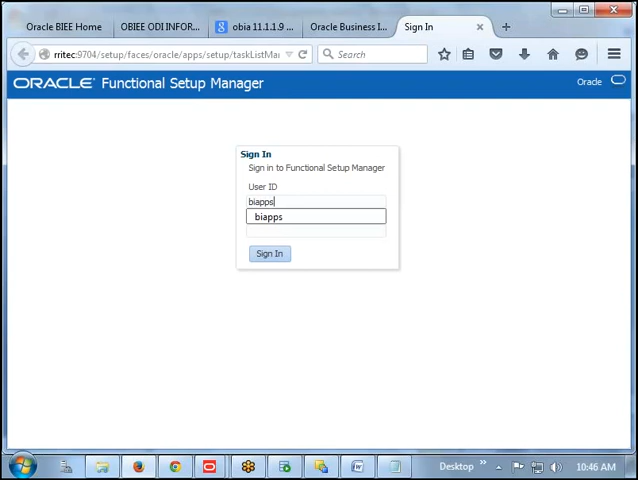 Oracle BIEE Home
OBIEE ODI INFOR...
obia 11.1.1.9 ...
Oracle Business I...
Sign In
rritec:9704/setup/faces/oracle/apps/setup/taskListMa
Search
ORACLE Functional Setup Manager
Oracle
Sign In
Sign in to Functional Setup Manager
User ID
biapps
biapps
Sign In
Desktop
10:46 AM